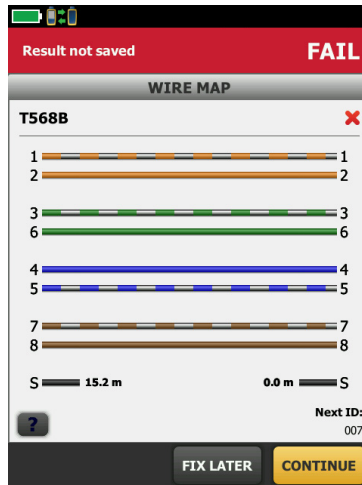 Result not saved FAIL
WIRE MAP
T568B
1 1
2 2
3 3
6 6
4 4
5 5
7 7
8 8
S 15.2 m 0.0 m S
? Next ID:
007
FIX LATER CONTINUE